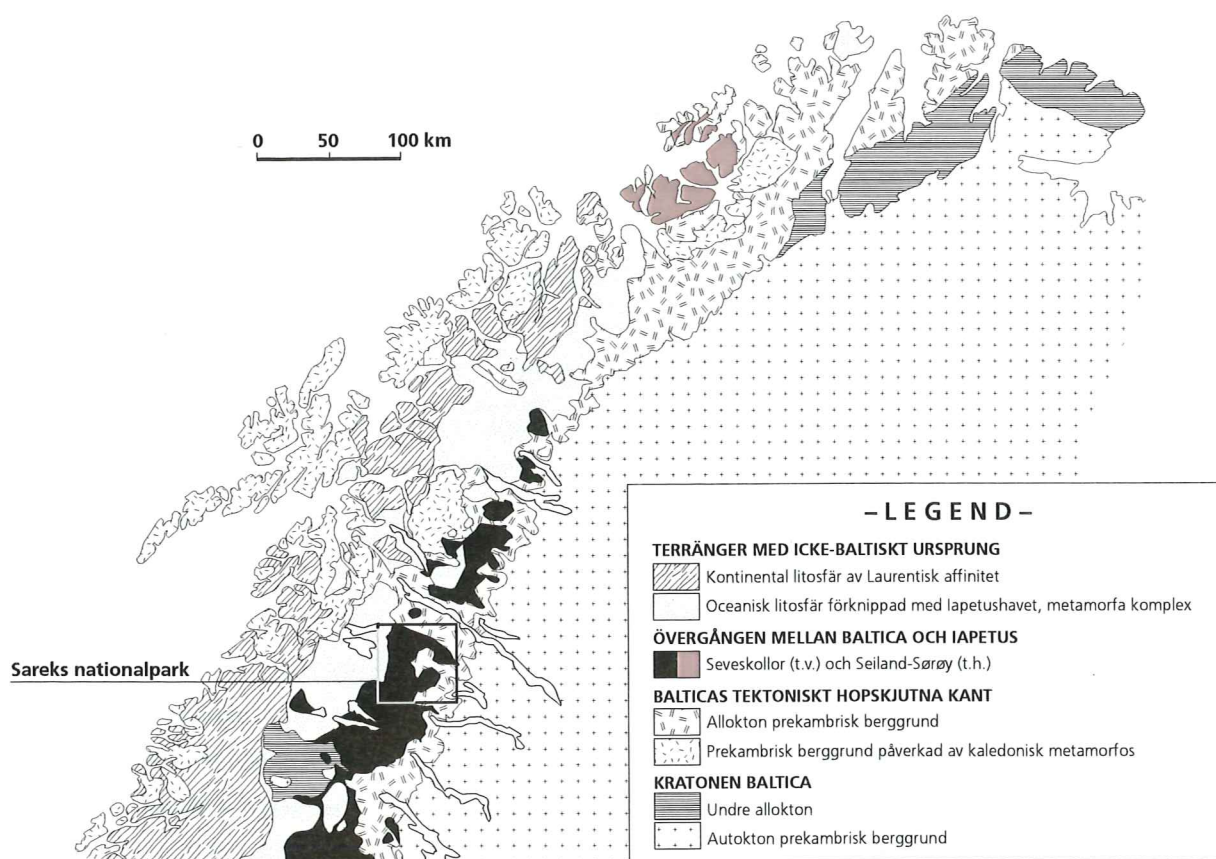 0 50 100 km
Sareks nationalpark
–LEGEND–
TERRÄNGER MED ICKE-BALTISKT URSPRUNG
Kontinental litosfär av Laurentisk affinitet
Oceanisk litosfär förknippad med Iapetushavet, metamorfa komplex
ÖVERGÅNGEN MELLAN BALTICA OCH IAPETUS
Seveskollor (t.v.) och Seiland-Sørøy (t.h.)
BALTICAS TEKTONISKT HOPSKJUTNA KANT
Allokton prekambrisk berggrund
Prekambrisk berggrund påverkad av kaledonisk metamorfos
KRATONEN BALTICA
Undre allokton
Autokton prekambrisk berggrund